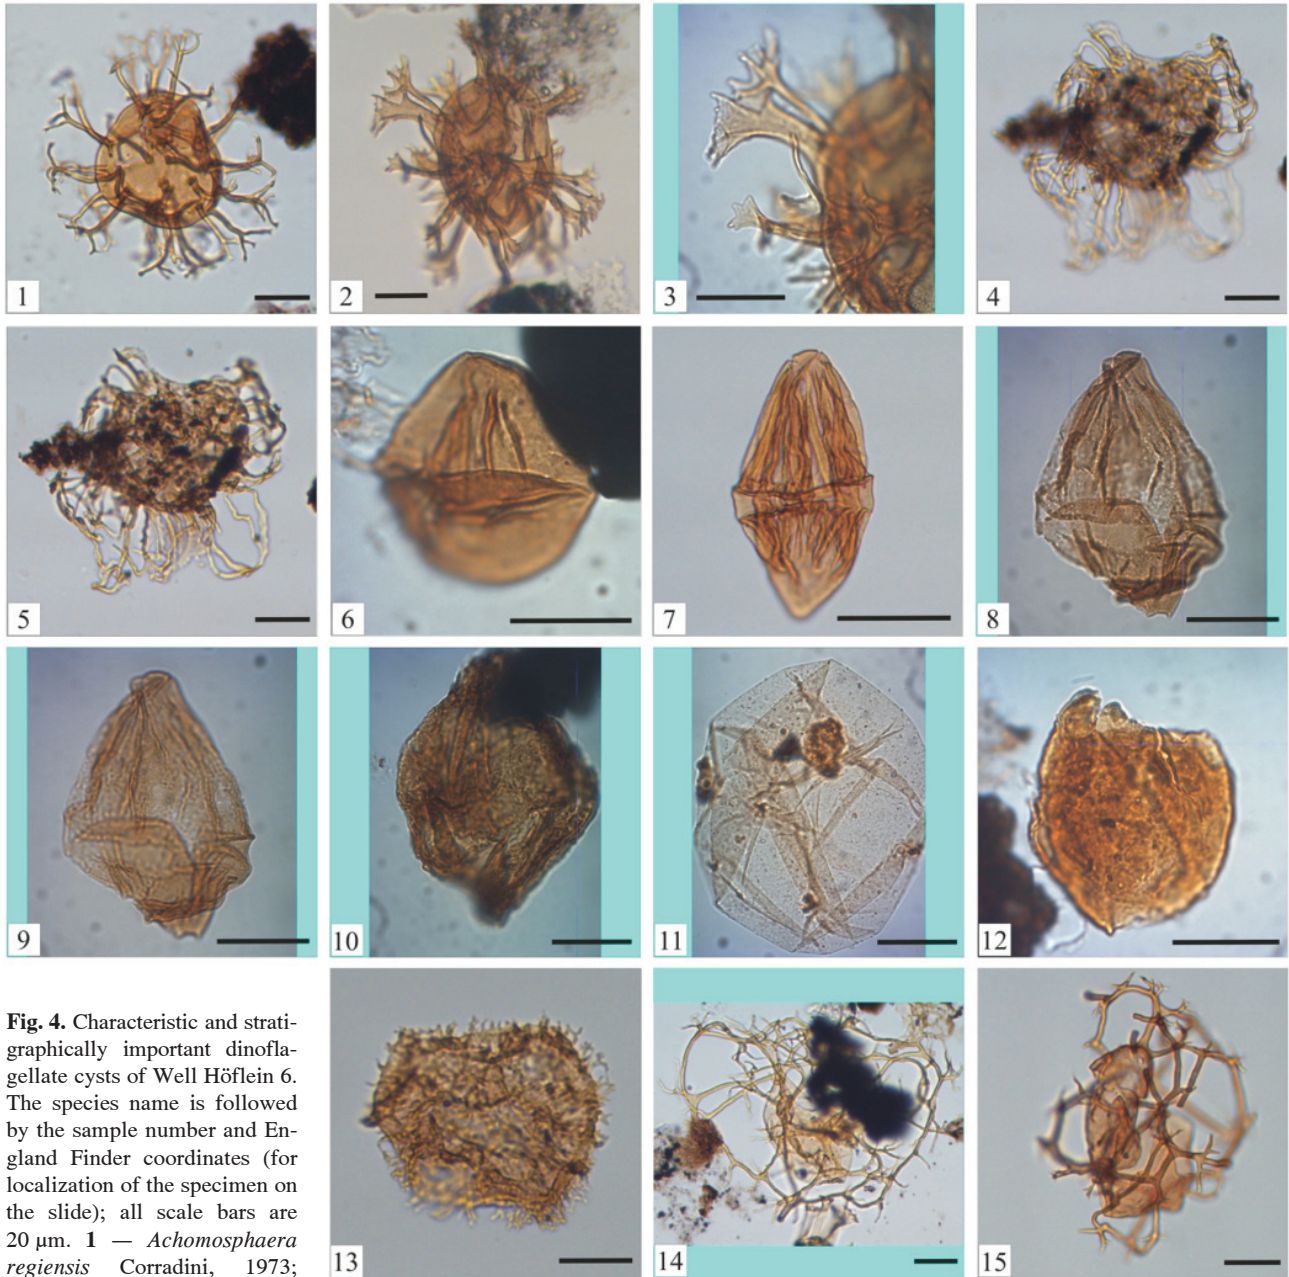 1
2
3
4
5
6
7
8
9
10
11
12
Fig. 4. Characteristic and strati-
graphically important dinofla-
gellate cysts of Well Höflein 6.
The species name is followed
by the sample number and En-
gland Finder coordinates (for
localization of the specimen on
the slide); all scale bars are
20 µm. 1 — Achomosphaera
regiensis Corradini, 1973;
13
14
15